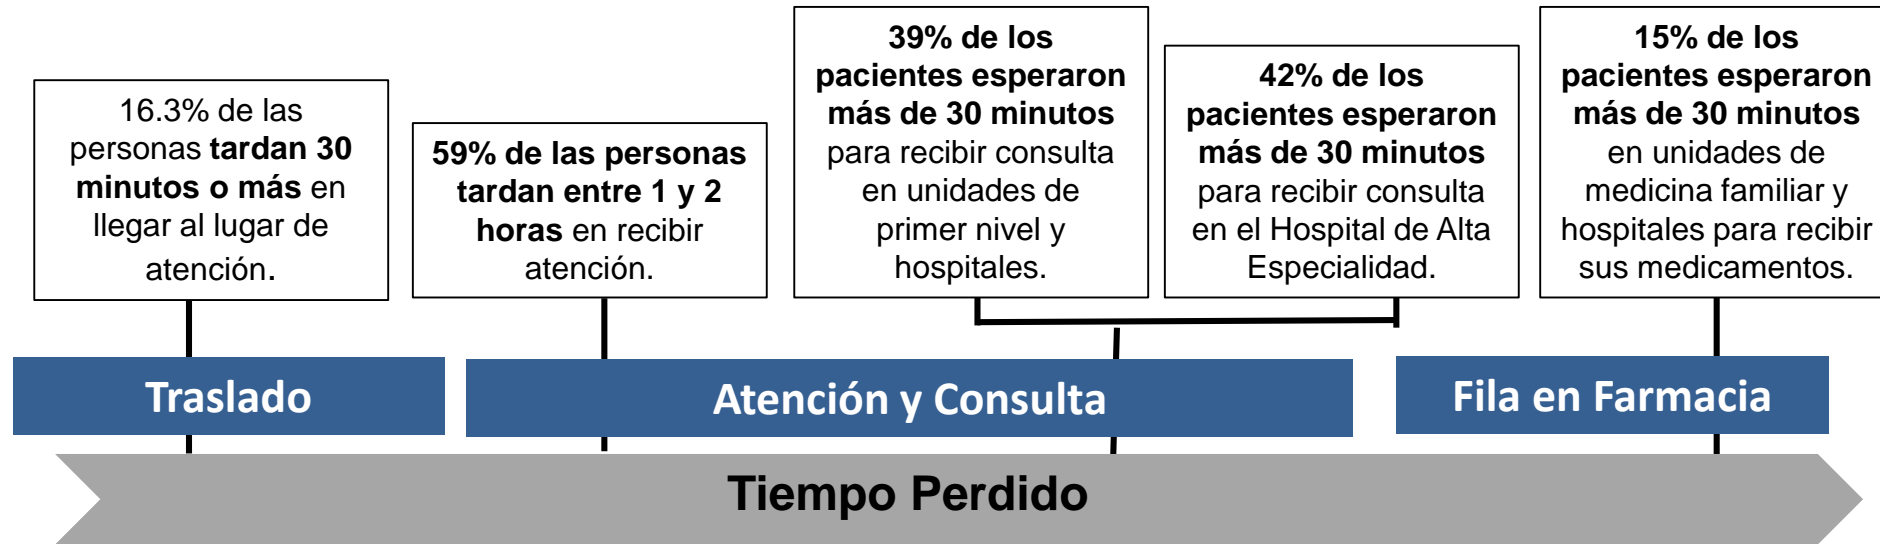 16.3% de las
personas tardan 30
minutos o más en
llegar al lugar de
atención.
59% de las personas
tardan entre 1 y 2
horas en recibir
atención.
39% de los
pacientes esperaron
más de 30 minutos
para recibir consulta
en unidades de
primer nivel y
hospitales.
42% de los
pacientes esperaron
más de 30 minutos
para recibir consulta
en el Hospital de Alta
Especialidad.
15% de los
pacientes esperaron
más de 30 minutos
en unidades de
medicina familiar y
hospitales para recibir
sus medicamentos.
Traslado
Atención y Consulta
Fila en Farmacia
Tiempo Perdido